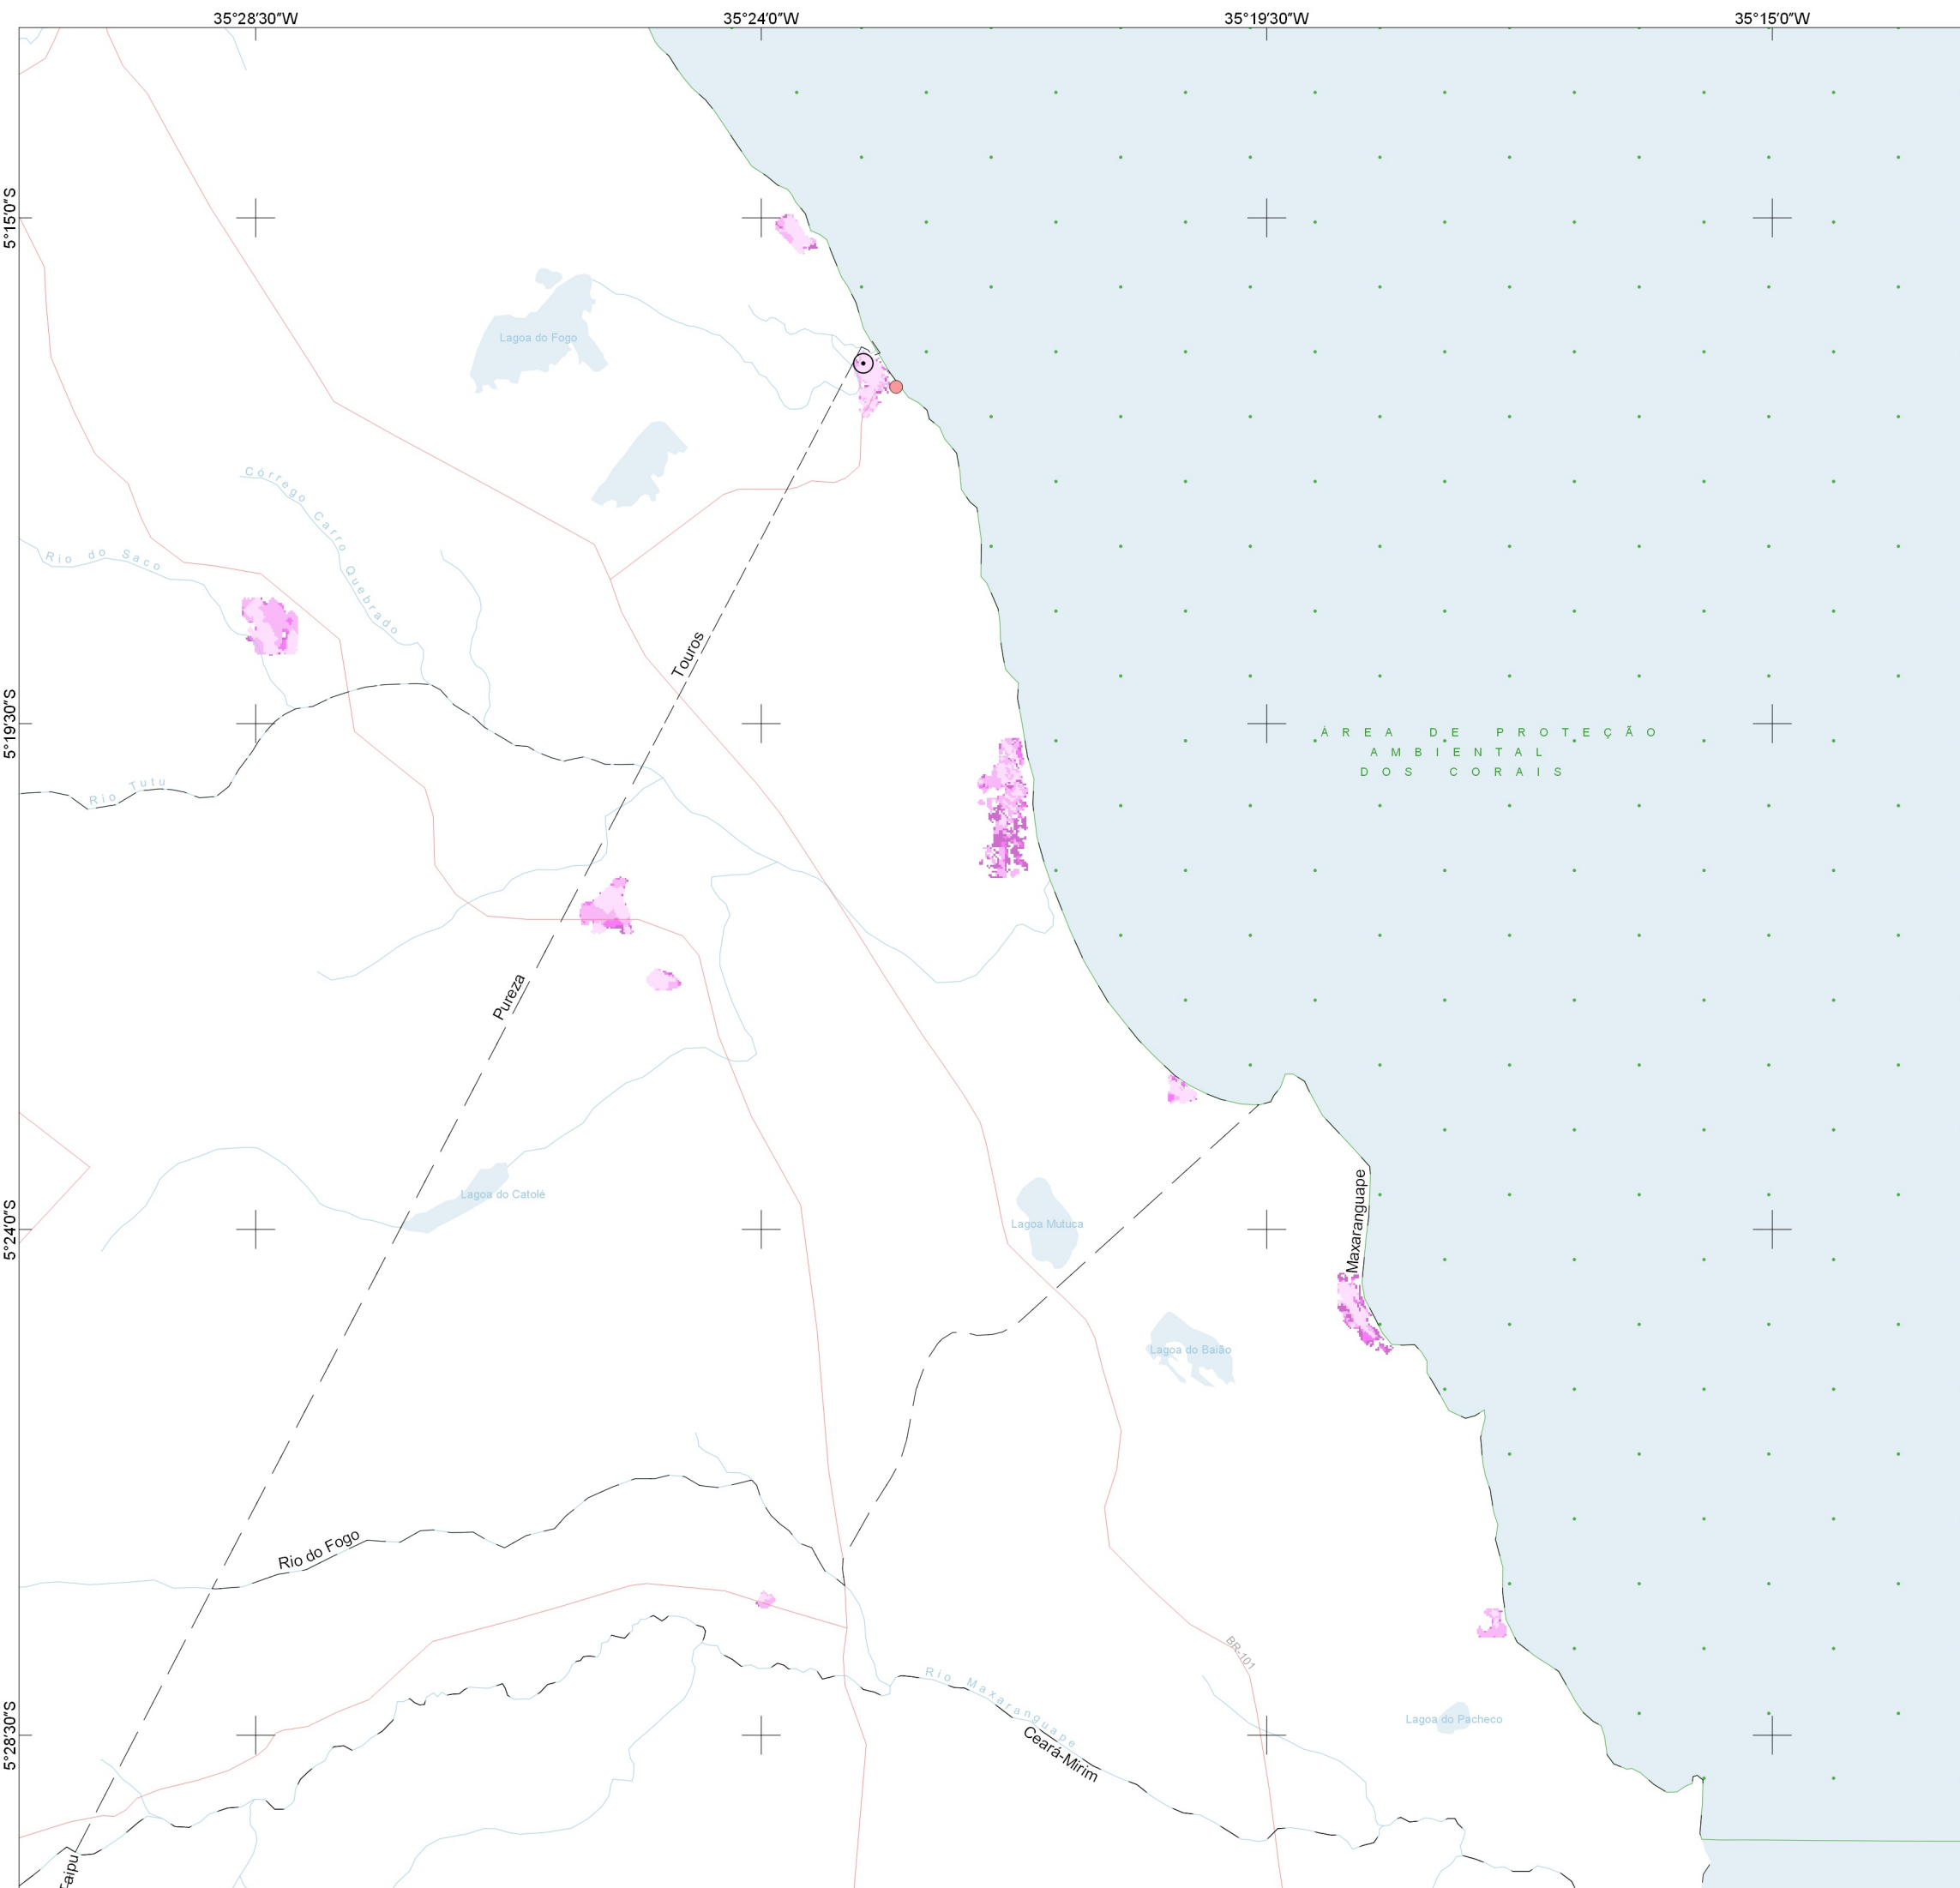 35°28'30"W
35°24'0"W
35°19'30"W
35°15'0"W
5°15'0"S
Lagoa do Fogo
Córrego Carro Quebrado
Rio do Saco
Touros
5°19'30"S
ÁREA DE PROTEÇÃO
AMBIENTAL
DOS CORAIS
Rio Tutu
Pureza
Maxaranguape
Lagoa do Catolé
Lagoa Mutuca
5°24'0"S
Lagoa do Baião
Rio do Fogo
BR-101
Rio Maxaranguape
Ceará-Mirim
Lagoa do Pacheco
5°28'30"S
Taipu